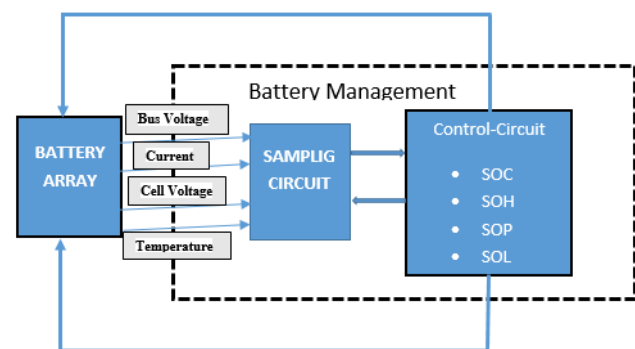 Battery Management
Bus Voltage
Current
Cell Voltage
Temperature
BATTERY
ARRAY
SAMPLIG
CIRCUIT
Control-Circuit
• SOC
• SOH
• SOP
• SOL